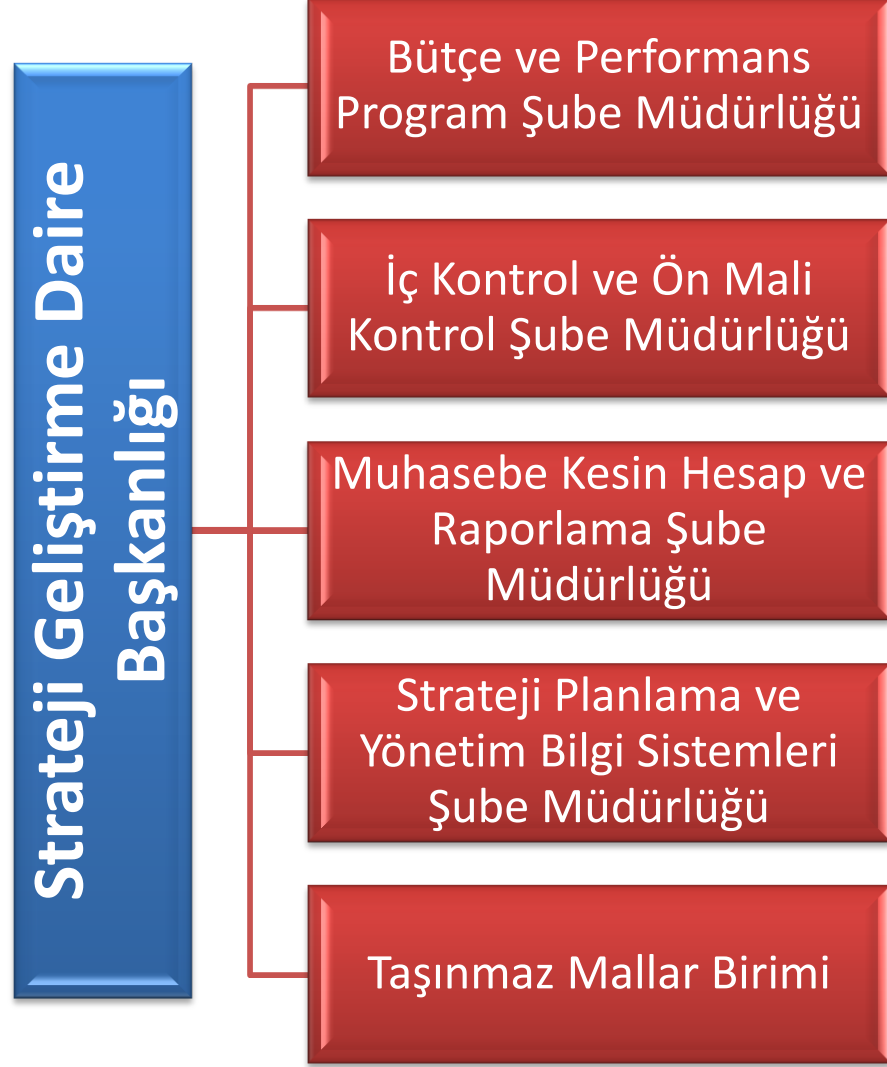 Strateji Geliştirme Daire
Başkanlığı
Bütçe ve Performans
Program Şube Müdürlüğü
İç Kontrol ve Ön Mali
Kontrol Şube Müdürlüğü
Muhasebe Kesin Hesap ve
Raporlama Şube
Müdürlüğü
Strateji Planlama ve
Yönetim Bilgi Sistemleri
Şube Müdürlüğü
Taşınmaz Mallar Birimi